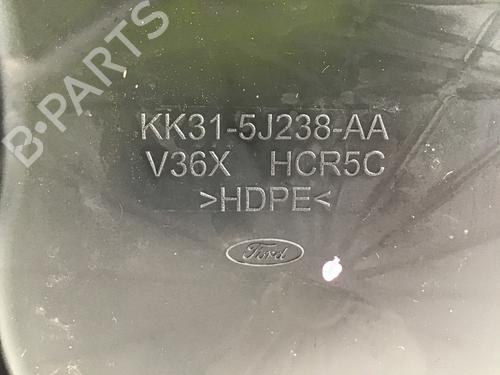 B-PARTS
KK31-5J238-AA
V36X HCR5C
>HDPE<
Ford